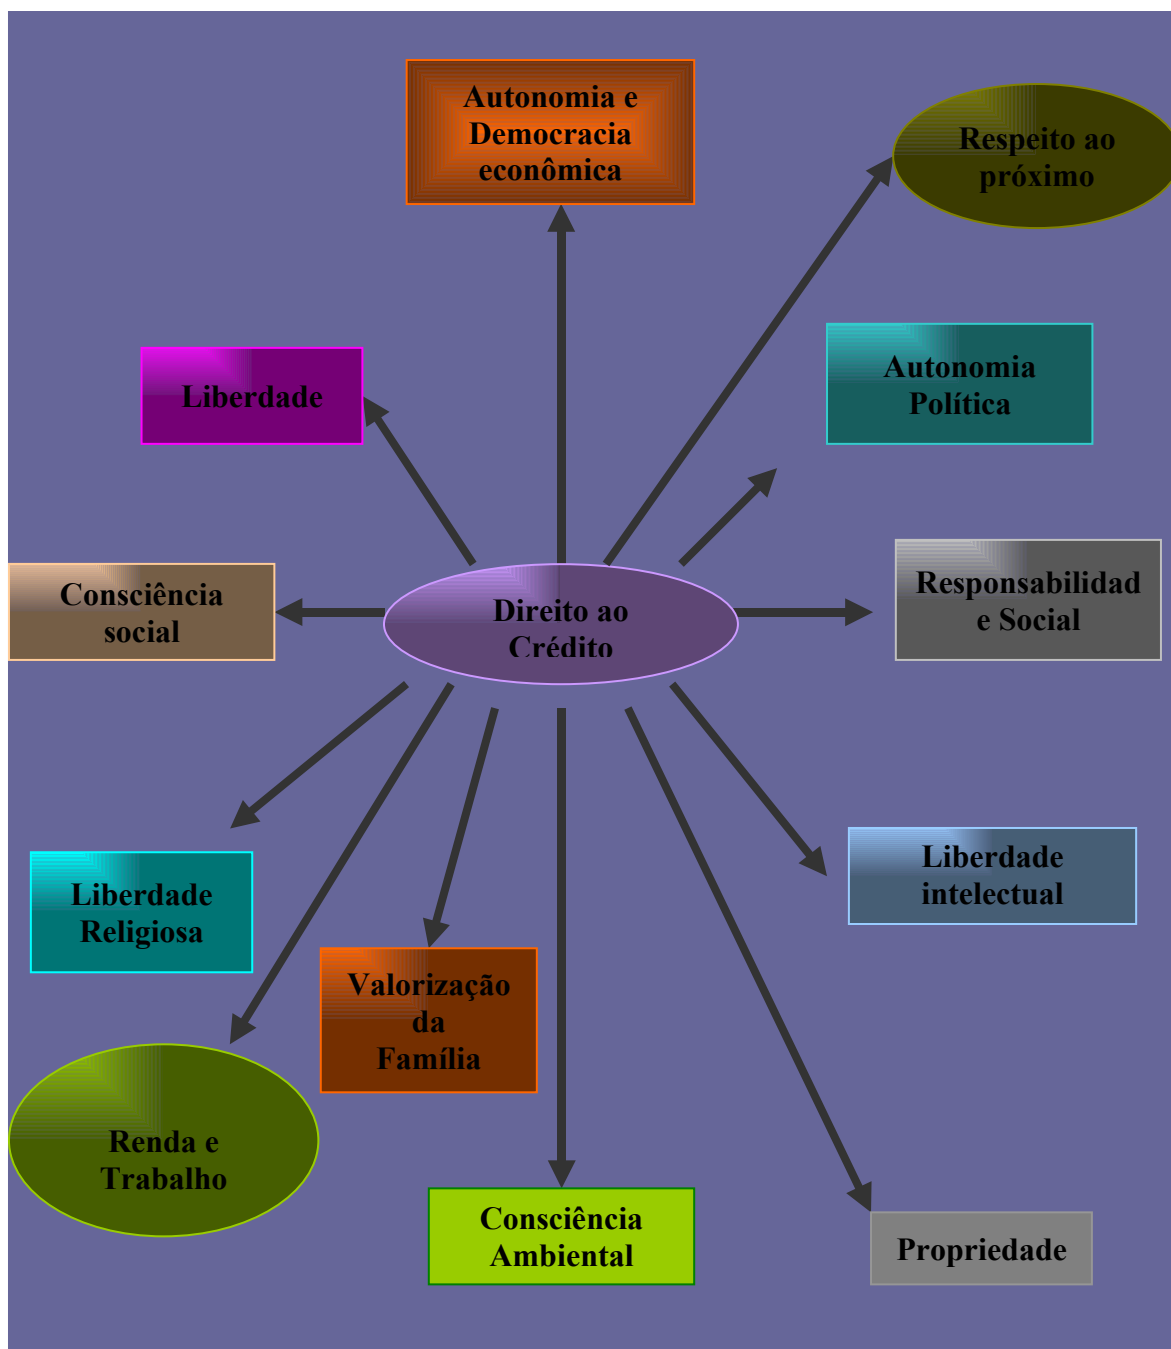 Autonomia e
Democracia
econômica
Respeito ao
próximo
Autonomia
Política
Liberdade
Consciência
social
Direito ao
Crédito
Responsabilidad
e Social
Liberdade
intelectual
Liberdade
Religiosa
Valorização
da
Família
Renda e
Trabalho
Consciência
Ambiental
Propriedade